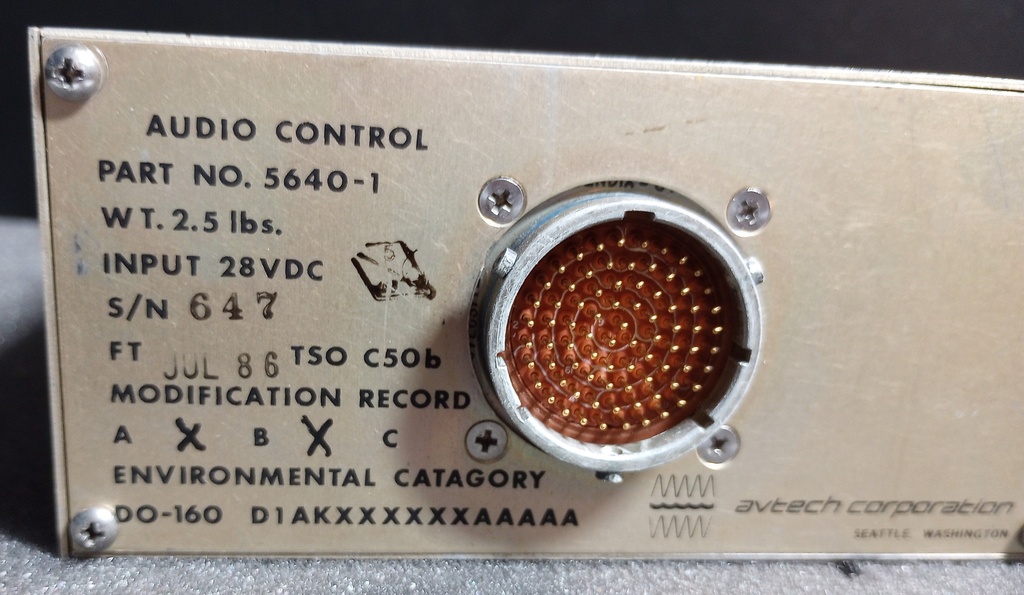 AUDIO CONTROL
PART NO. 5640-1
WT. 2.5 lbs.
INPUT 28VDC
S/N 647
FT JUL 86 TSO C50b
MODIFICATION RECORD
A X B X C
ENVIRONMENTAL CATAGORY
DO-160 D1AKXXXXXXXAAAAA
avtech corporation
SEATTLE WASHINGTON